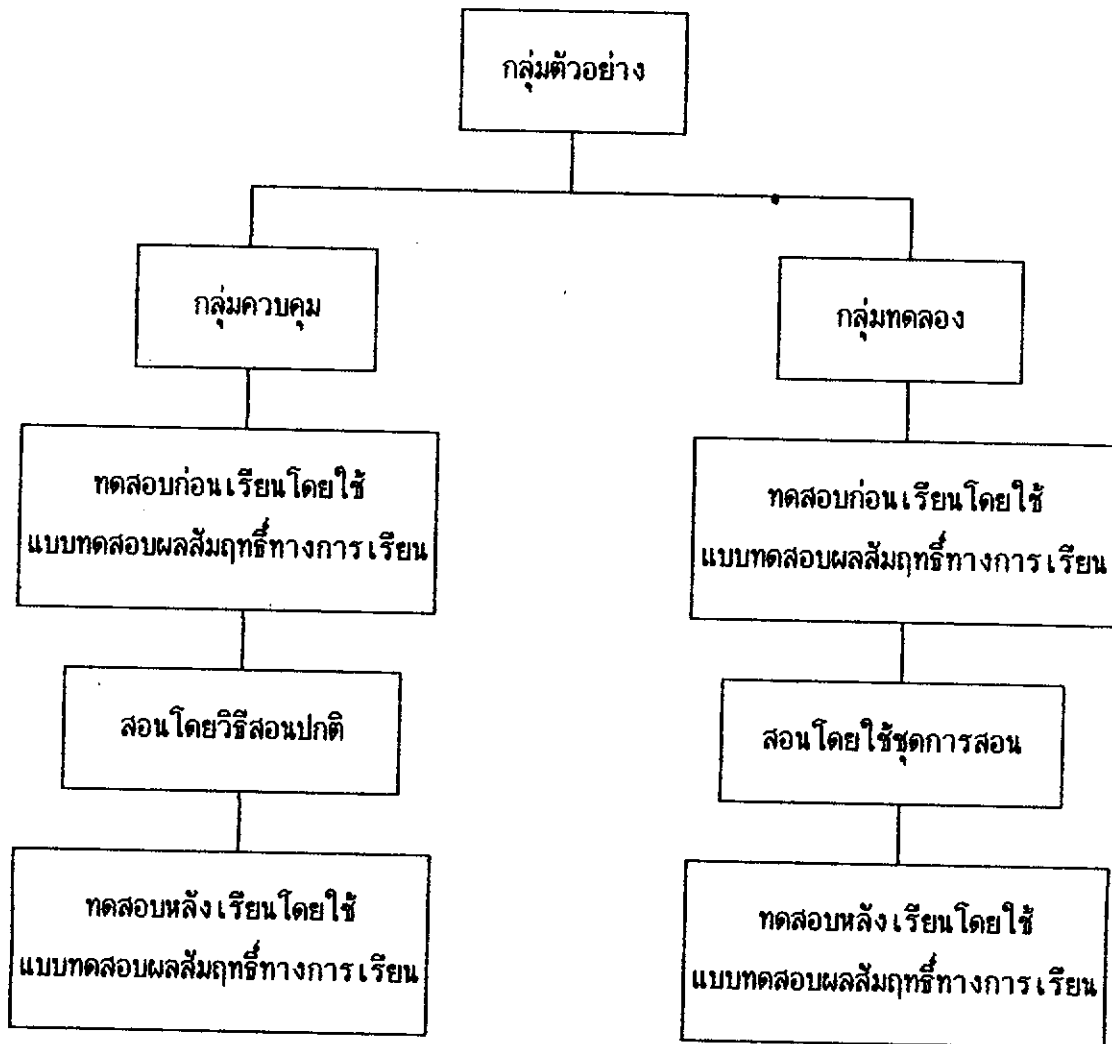 กลุ่มตัวอย่าง
กลุ่มควบคุม
ทดสอบก่อนเรียนโดยใช้
แบบทดสอบผลสัมฤทธิ์ทางการเรียน
สอนโดยวิธีสอนปกติ
ทดสอบหลังเรียนโดยใช้
แบบทดสอบผลสัมฤทธิ์ทางการเรียน
กลุ่มทดลอง
ทดสอบก่อนเรียนโดยใช้
แบบทดสอบผลสัมฤทธิ์ทางการเรียน
สอนโดยใช้ชุดการสอน
ทดสอบหลังเรียนโดยใช้
แบบทดสอบผลสัมฤทธิ์ทางการเรียน